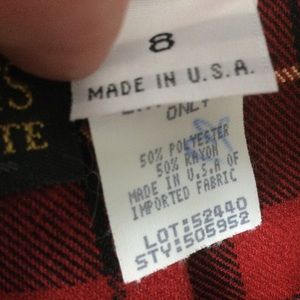 8
MADE IN U.S.A.
ONLY
50% POLYESTER
50% RAYON
MADE IN U.S.A OF
IMPORTED FABRIC
LOT:52440
STY:505952